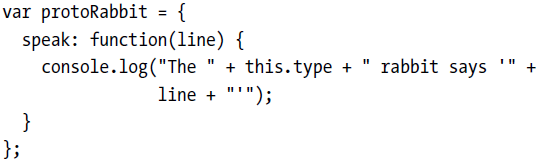 var protoRabbit = {
  speak: function(line) {
    console.log("The " + this.type + " rabbit says '" +
                line + "'");
  }
};